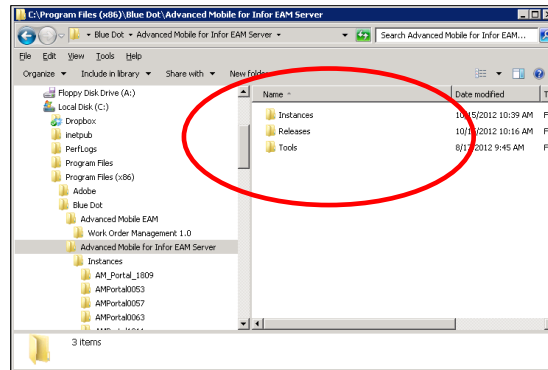 C:\Program Files (x86)\Blue Dot\Advanced Mobile for Infor EAM Server
Blue Dot Advanced Mobile for Infor EAM Server
Search Advanced Mobile for Infor EAM...
File Edit View Tools Help
Organize Include in library Share with New folder
Name Date modified T
Floppy Disk Drive (A:)
Local Disk (C:)
Dropbox
inetpub
PerfLogs
Program Files
Program Files (x86)
Adobe
Blue Dot
Advanced Mobile EAM
Work Order Management 1.0
Advanced Mobile for Infor EAM Server
Instances
AM_Portal_1809
AMPortal0053
AMPortal0057
AMPortal0063
Instances 10/15/2012 10:39 AM F
Releases 10:16 AM F
Tools 8/17/2012 9:45 AM F
3 items